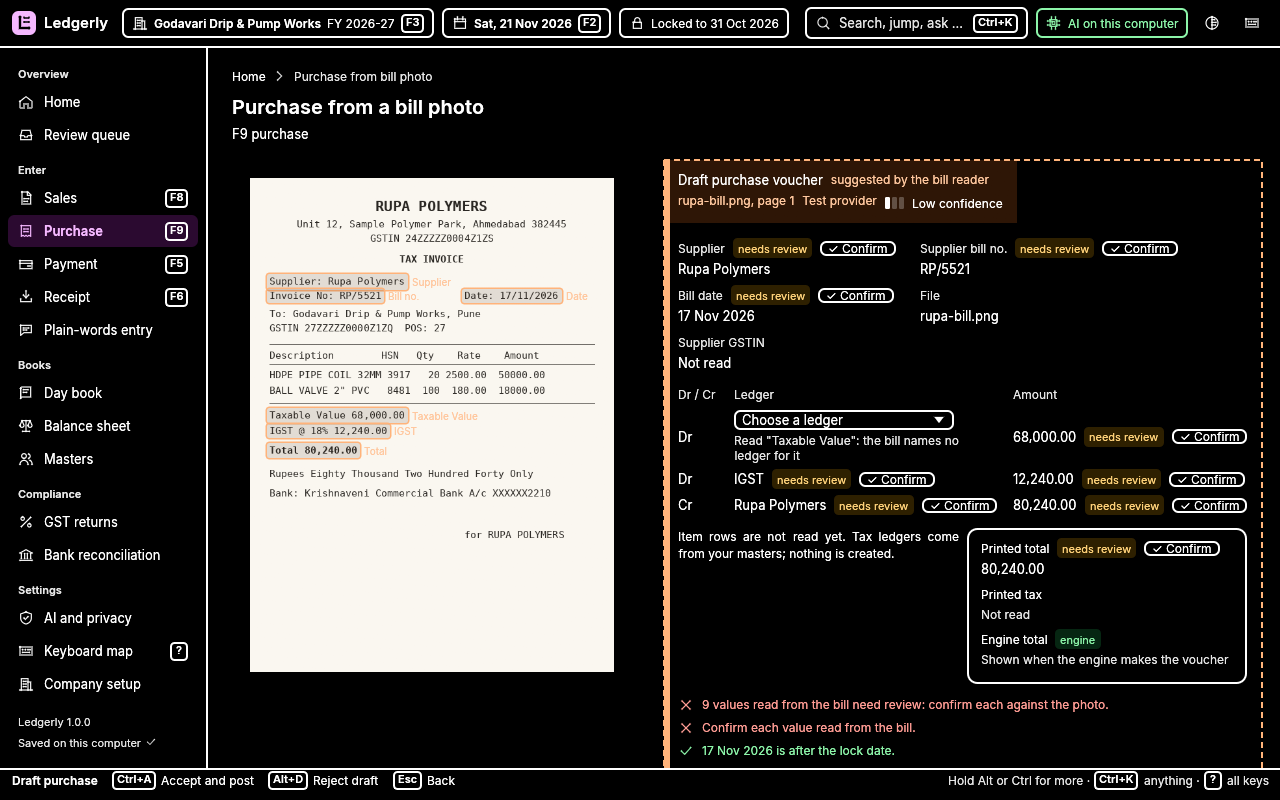 Ledgerly
Godavari Drip & Pump Works FY 2026-27 F3
Sat, 21 Nov 2026 F2
Locked to 31 Oct 2026
Search, jump, ask ... Ctrl+K
AI on this computer
Overview
Home
Review queue
Enter
Sales F8
Purchase F9
Payment F5
Receipt F6
Plain-words entry
Books
Day book
Balance sheet
Masters
Compliance
GST returns
Bank reconciliation
Settings
AI and privacy
Keyboard map ?
Company setup
Ledgerly 1.0.0
Saved on this computer
Home Purchase from bill photo
Purchase from a bill photo
F9 purchase
RUPA POLYMERS
Unit 12, Sample Polymer Park, Ahmedabad 382445
GSTIN 24ZZZZZ0004Z1ZS
TAX INVOICE
Supplier: Rupa Polymers Supplier
Invoice No: RP/5521 Bill no. Date: 17/11/2026 Date
To: Godavari Drip & Pump Works, Pune
GSTIN 27ZZZZZ0000Z1ZQ POS: 27
Description HSN Qty Rate Amount
HDPE PIPE COIL 32MM 3917 20 2500.00 50000.00
BALL VALVE 2" PVC 8481 100 180.00 18000.00
Taxable Value 68,000.00 Taxable Value
IGST @ 18% 12,240.00 IGST
Total 80,240.00 Total
Rupees Eighty Thousand Two Hundred Forty Only
Bank: Krishnaveni Commercial Bank A/c XXXXXX2210
for RUPA POLYMERS
Draft purchase voucher suggested by the bill reader
rupa-bill.png, page 1 Test provider Low confidence
Supplier needs review Confirm Supplier bill no. needs review Confirm
Rupa Polymers RP/5521
Bill date needs review Confirm File
17 Nov 2026 rupa-bill.png
Supplier GSTIN
Not read
Dr / Cr Ledger Amount
Choose a ledger
Dr Read "Taxable Value": the bill names no 68,000.00 needs review Confirm
ledger for it
Dr IGST needs review Confirm 12,240.00 needs review Confirm
Cr Rupa Polymers needs review Confirm 80,240.00 needs review Confirm
Item rows are not read yet. Tax ledgers come
from your masters; nothing is created.
Printed total needs review Confirm
80,240.00
Printed tax
Not read
Engine total engine
Shown when the engine makes the voucher
9 values read from the bill need review: confirm each against the photo.
Confirm each value read from the bill.
17 Nov 2026 is after the lock date.
Draft purchase Ctrl+A Accept and post Alt+D Reject draft Esc Back
Hold Alt or Ctrl for more · Ctrl+K anything · ? all keys